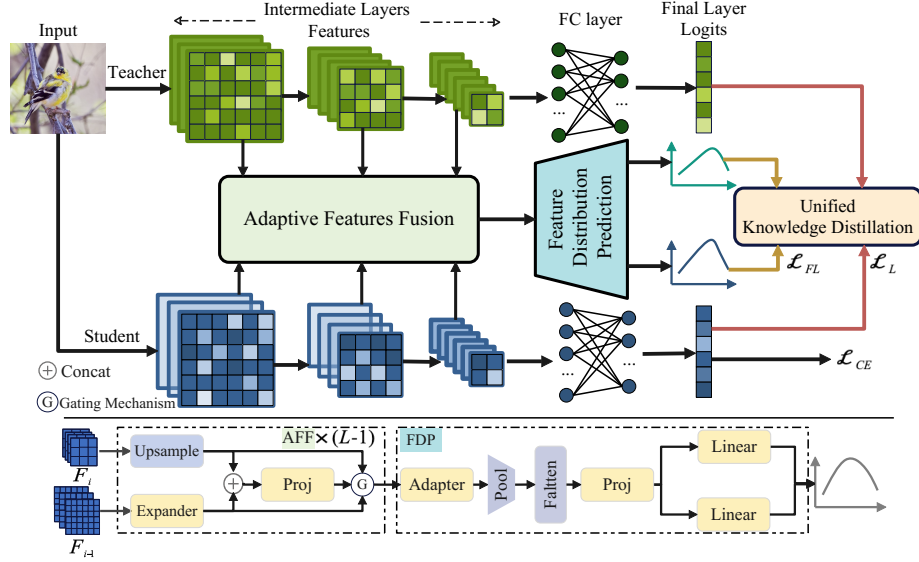 Input
Intermediate Layers
Features
FC layer
Final Layer
Logits
Teacher
...
...
Adaptive Features Fusion
Feature
Distribution
Prediction
Unified
Knowledge Distillation
ℒ_FL
ℒ_L
Student
...
...
ℒ_CE
+ Concat
G Gating Mechanism
AFF×(L-1)
FDP
F_i
Upsample
+
Proj
G
Adapter
Pool
Faltten
Proj
Linear
Linear
Expander
F_i-1